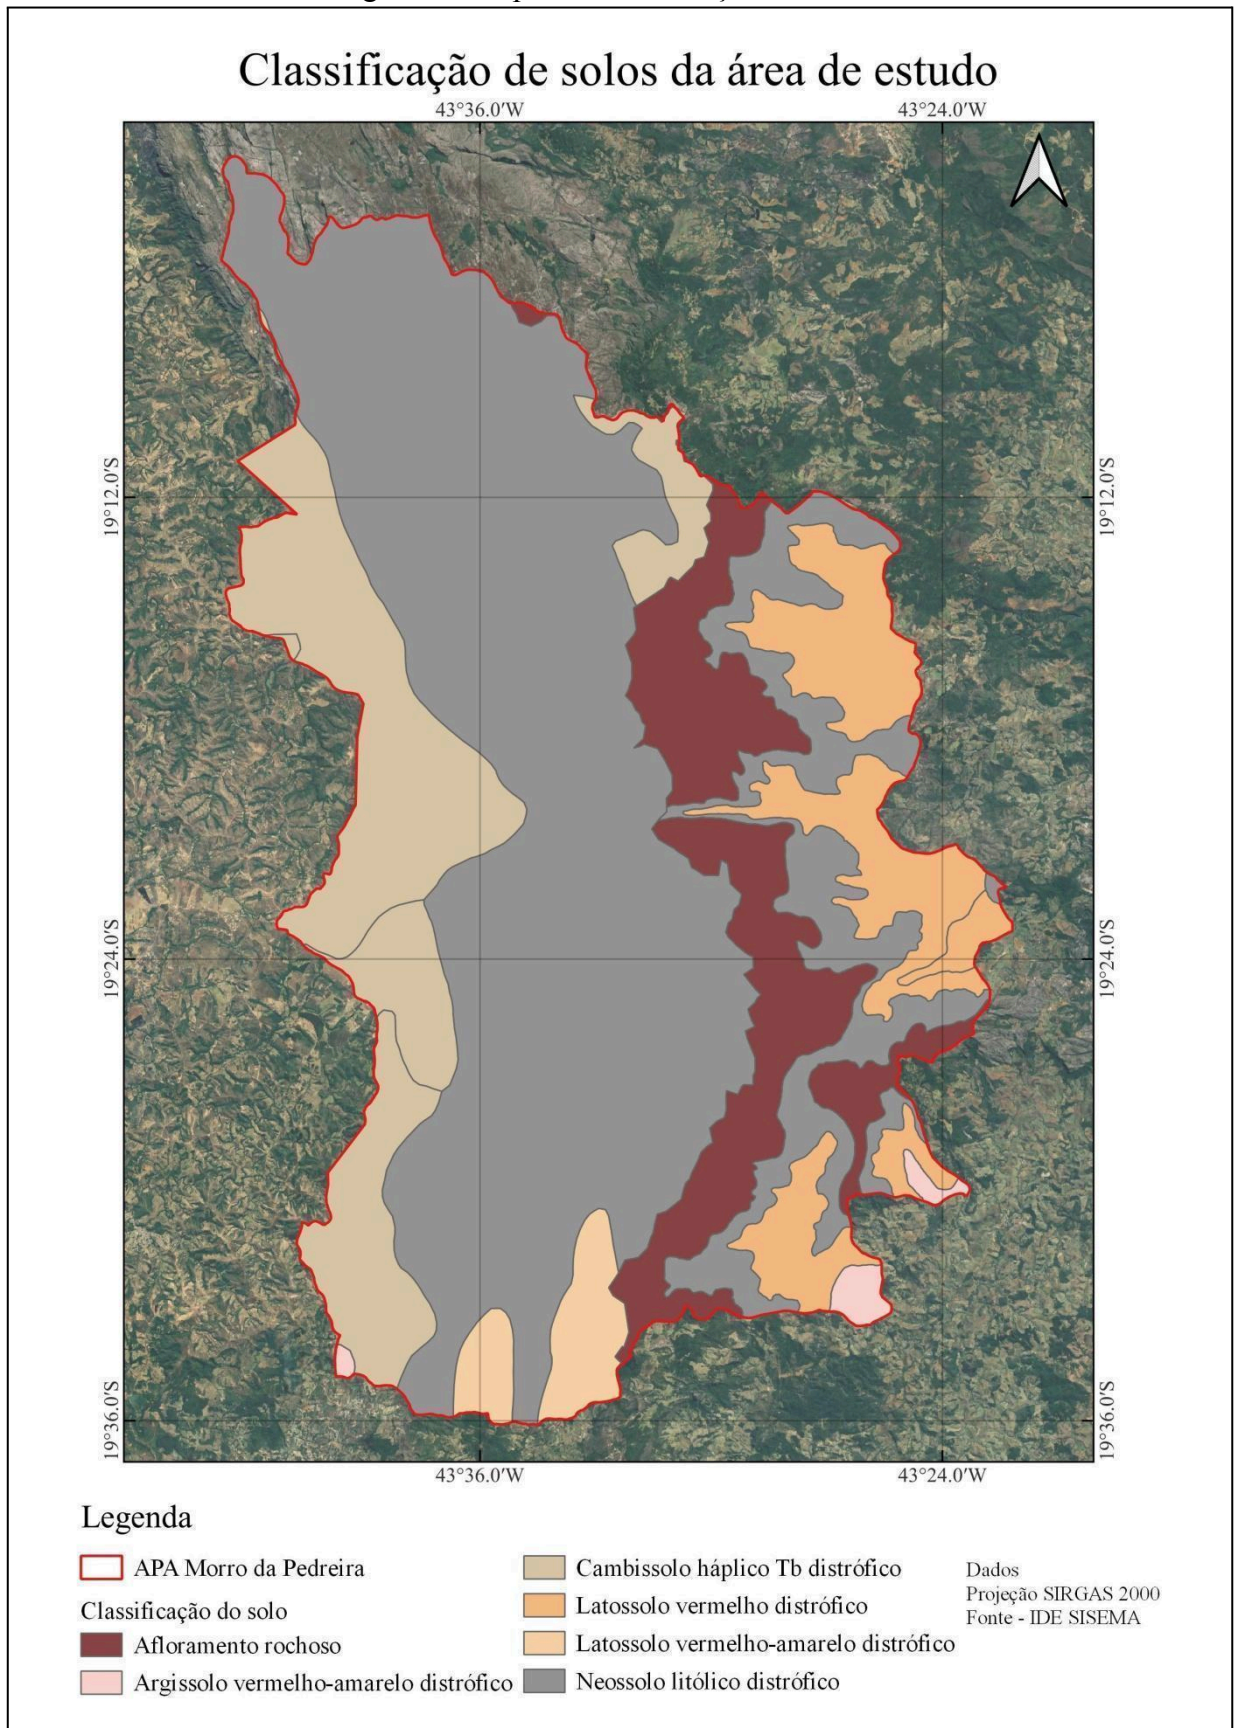 Classificação de solos da área de estudo
43°36.0'W 43°24.0'W
19°12.0'S 19°12.0'S
19°24.0'S 19°24.0'S
19°36.0'S 19°36.0'S
43°36.0'W 43°24.0'W
Legenda
APA Morro da Pedreira
Classificação do solo
Afloramento rochoso
Argissolo vermelho-amarelo distrófico
Cambissolo háplico Tb distrófico
Latossolo vermelho distrófico
Latossolo vermelho-amarelo distrófico
Neossolo litólico distrófico
Dados
Projeção SIRGAS 2000
Fonte - IDE SISEMA